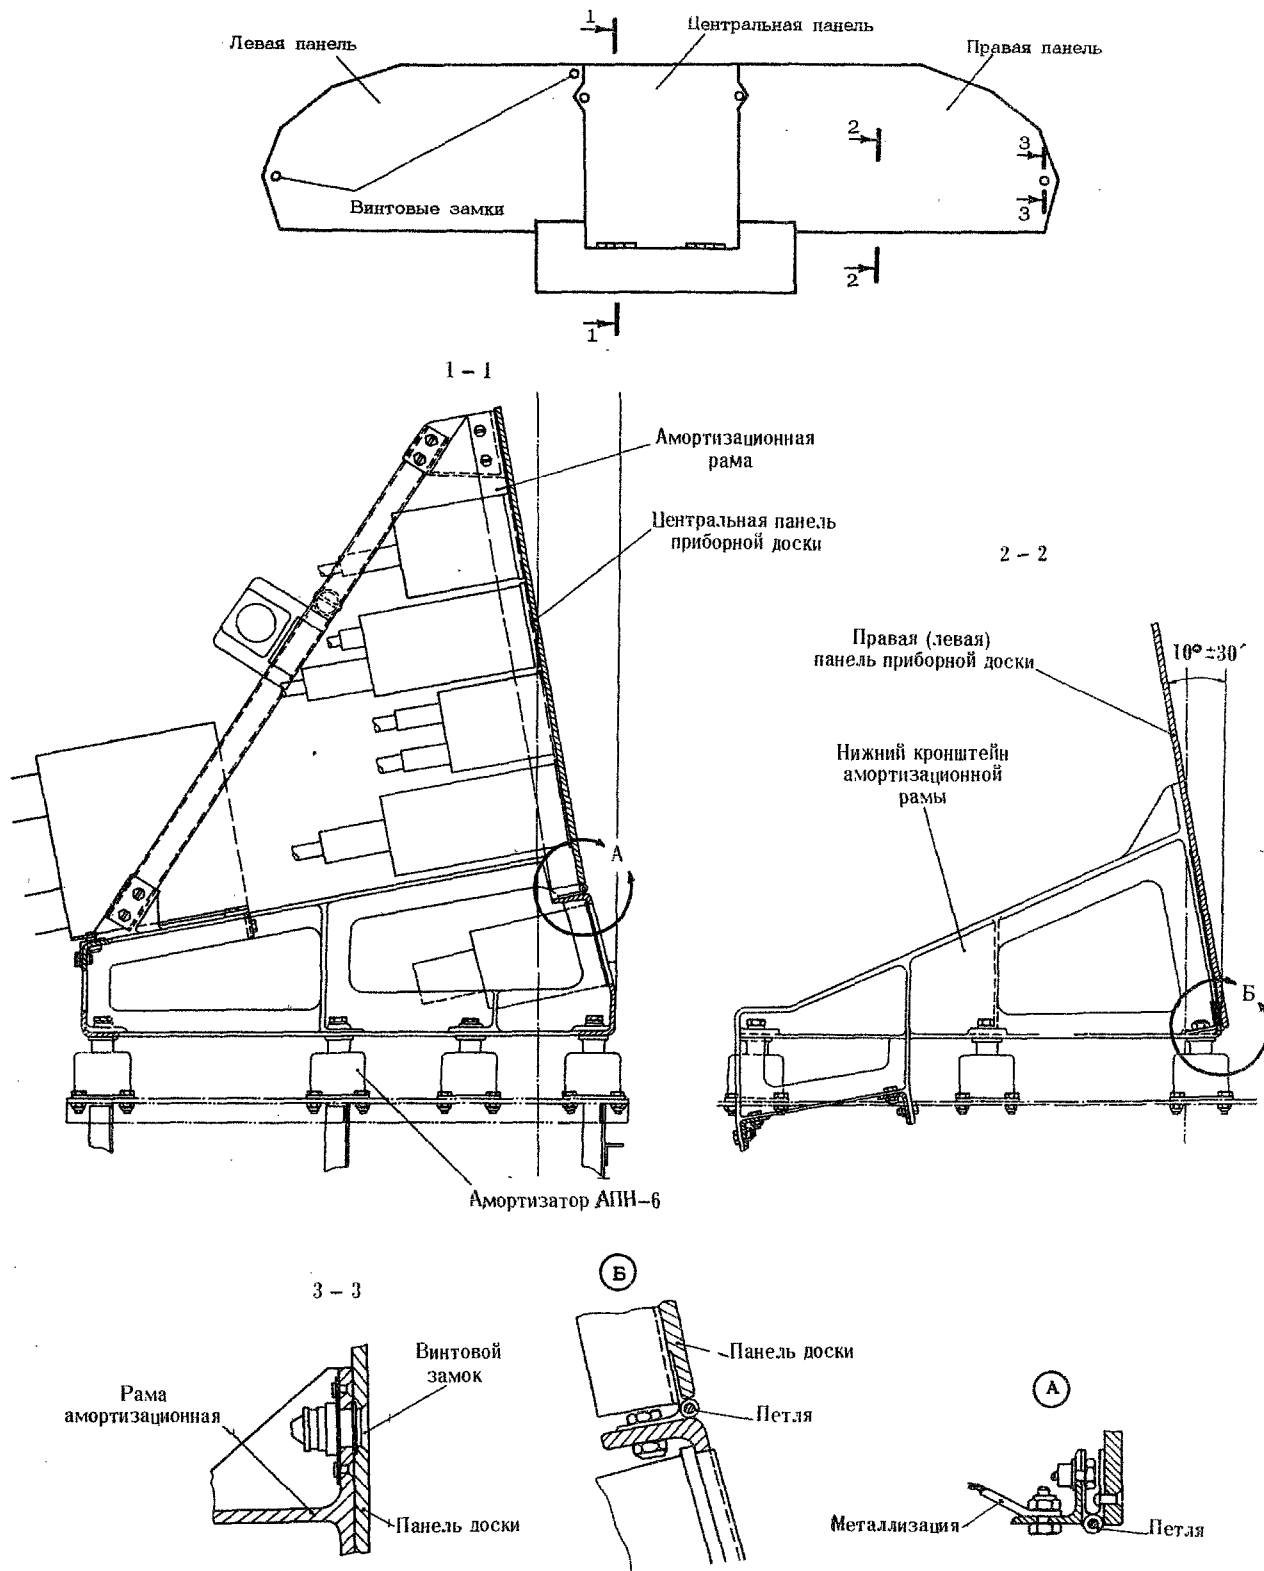 1
Центральная панель
Левая панель
Правая панель
2
3
Винтовые замки
3
2
1
1 – 1
Амортизационная
рама
Центральная панель
приборной доски
2 – 2
Правая (левая)
панель приборной доски
10°±30′
Нижний кронштейн
амортизационной
рамы
А
Б
Амортизатор АПН–6
3 – 3
Б
Винтовой
замок
Панель доски
Рама
амортизационная
А
Петля
Панель доски
Металлизация
Петля